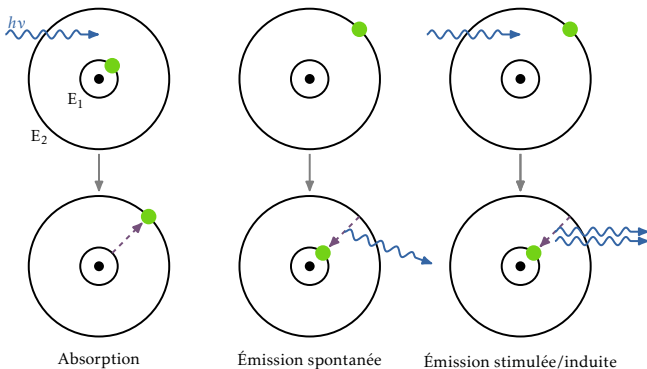 hν
E₁
E₂
Absorption
Émission spontanée
Émission stimulée/induite